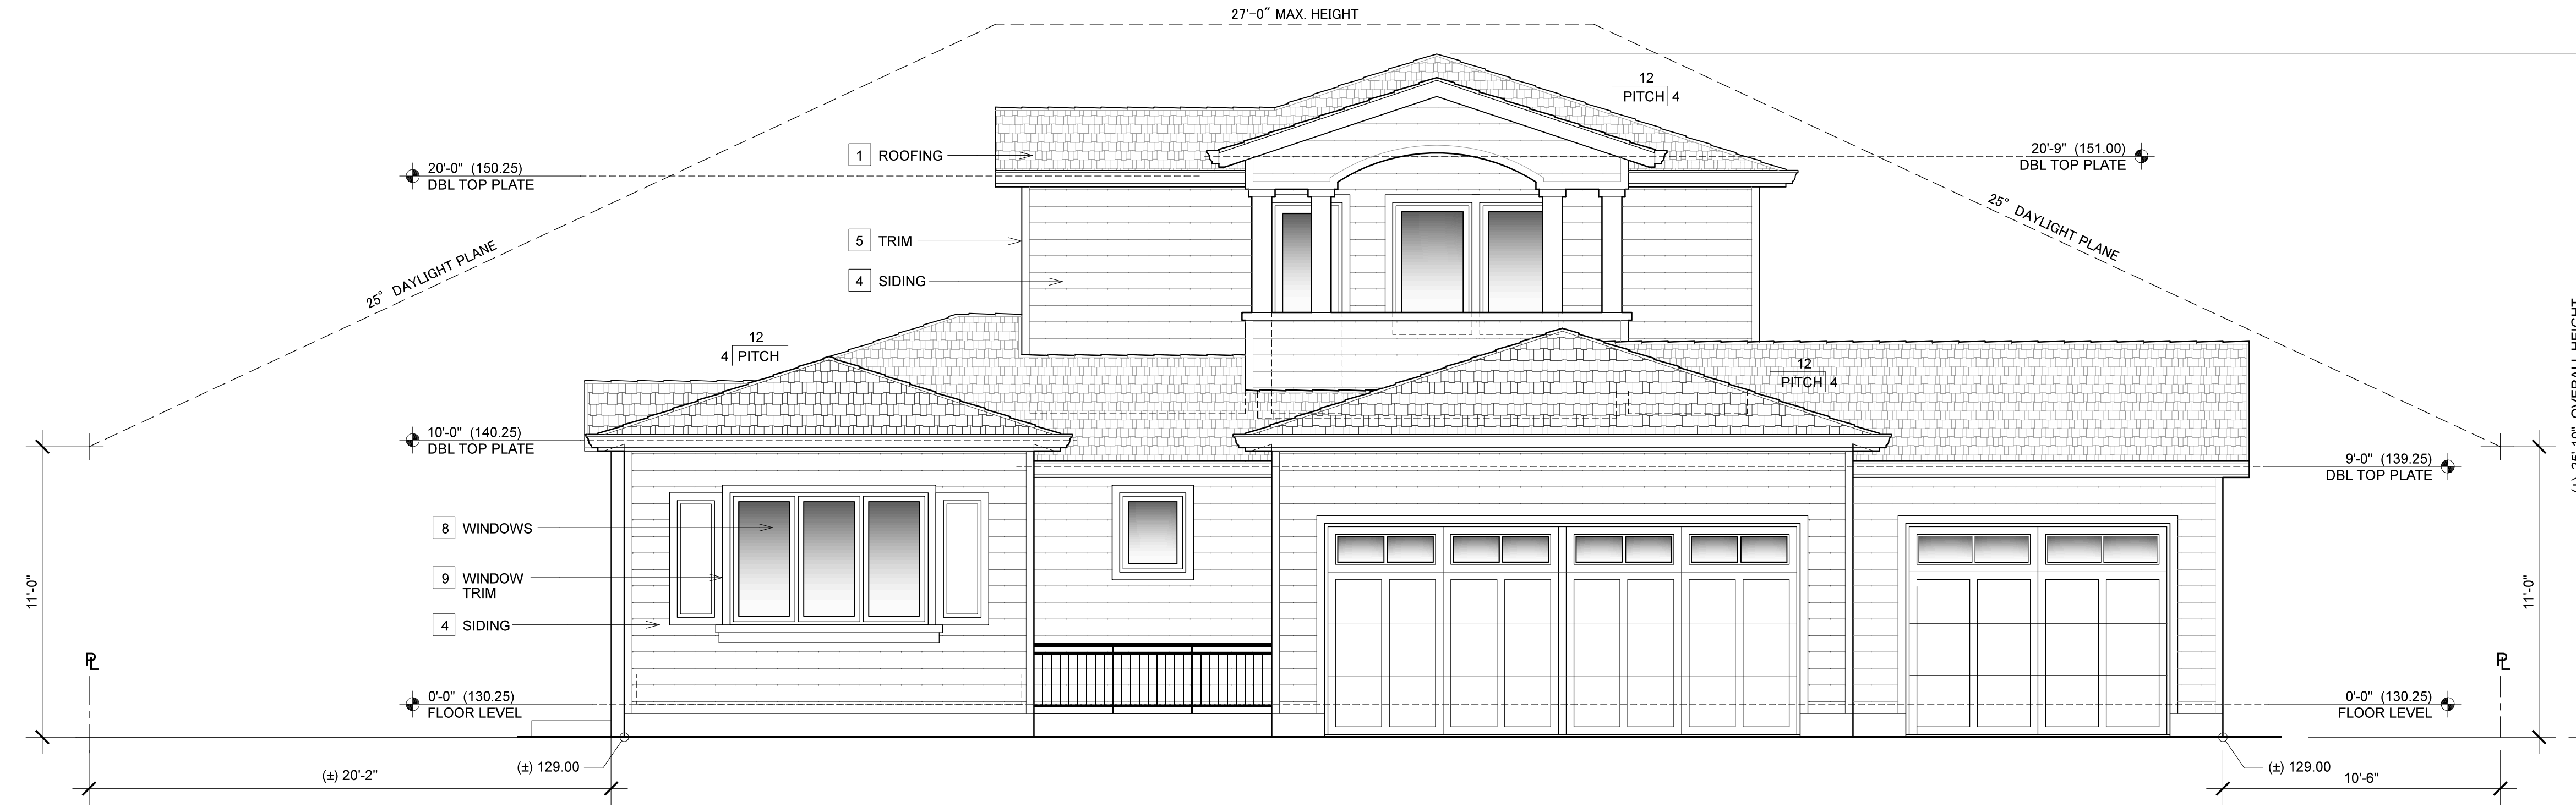 27'-0" MAX. HEIGHT
12
PITCH 4
1 ROOFING
20'-0" (150.25)
DBL TOP PLATE
20'-9" (151.00)
DBL TOP PLATE
25° DAYLIGHT PLANE
25° DAYLIGHT PLANE
5 TRIM
4 SIDING
12
4 PITCH
12
PITCH 4
10'-0" (140.25)
DBL TOP PLATE
9'-0" (139.25)
DBL TOP PLATE
8 WINDOWS
9 WINDOW
TRIM
4 SIDING
11'-0"
11'-0"
PL
PL
0'-0" (130.25)
FLOOR LEVEL
0'-0" (130.25)
FLOOR LEVEL
(±) 129.00
(±) 129.00
(±) 20'-2"
10'-6"
(±) 25'-10" OVERALL HEIGHT